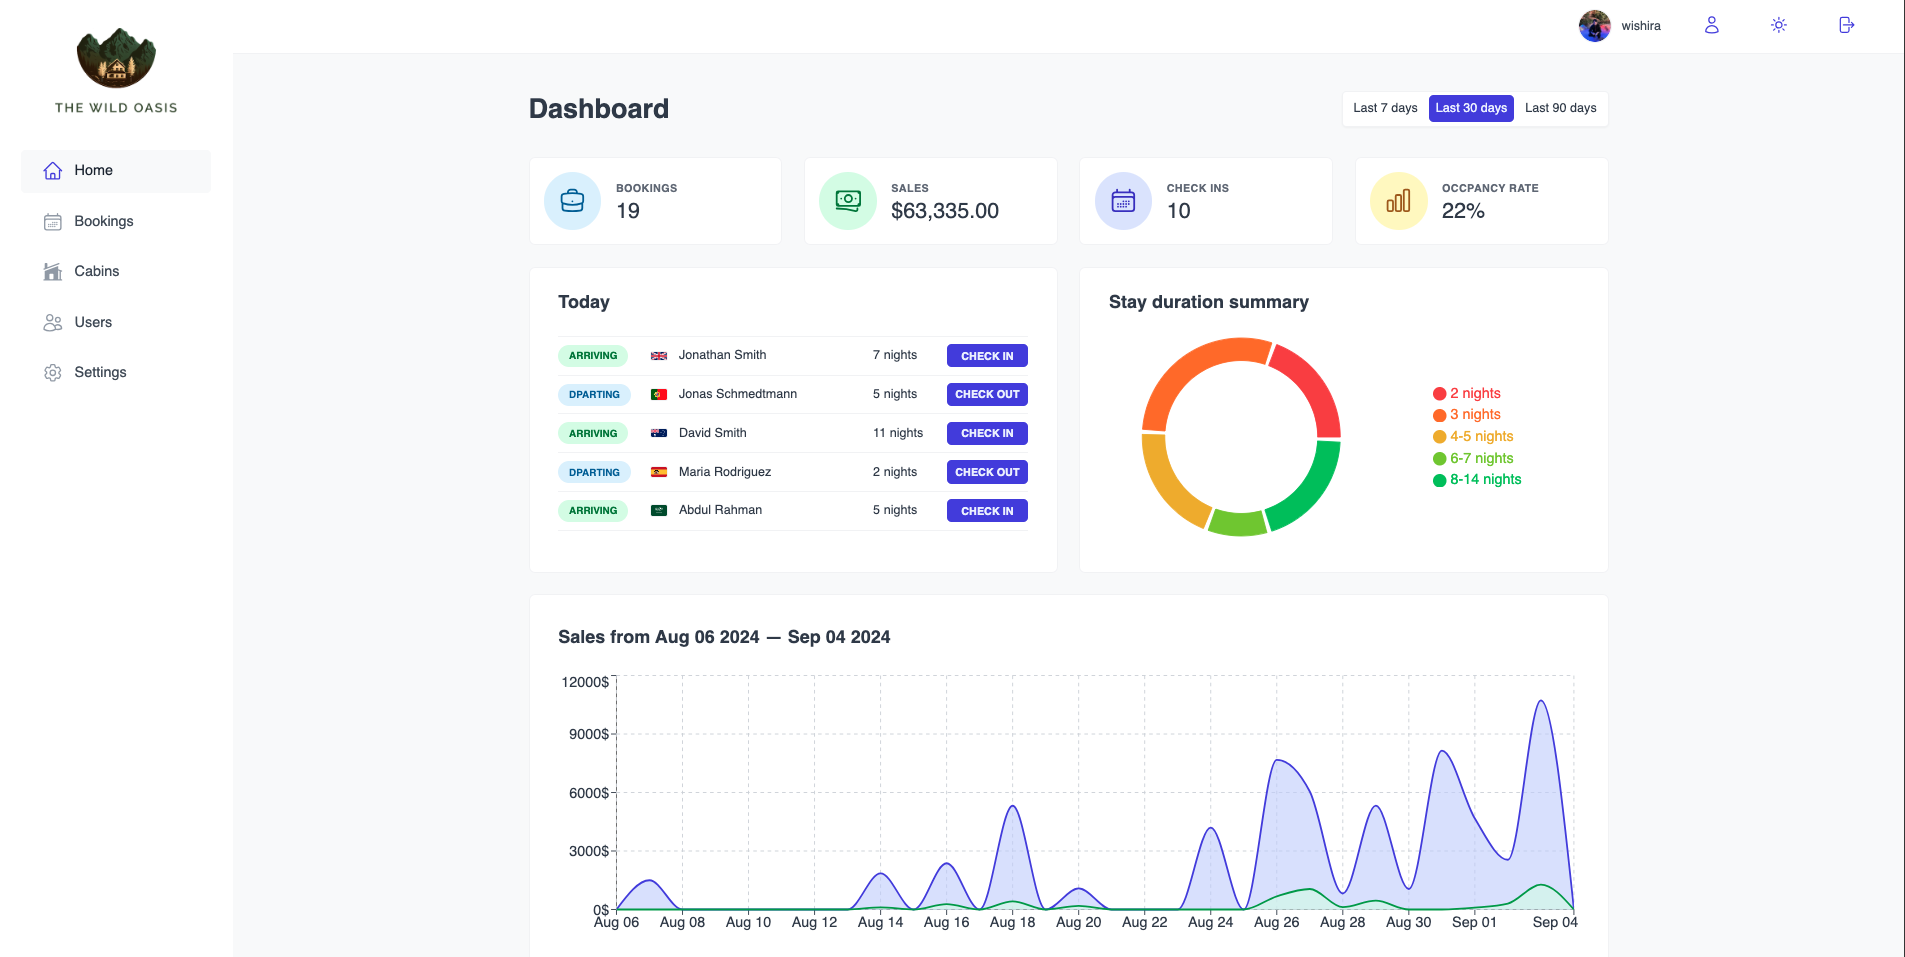 wishira
THE WILD OASIS
Home
Bookings
Cabins
Users
Settings
Dashboard
Last 7 days Last 30 days Last 90 days
BOOKINGS
19
SALES
$63,335.00
CHECK INS
10
OCCPANCY RATE
22%
Today
ARRIVING Jonathan Smith 7 nights CHECK IN
DPARTING Jonas Schmedtmann 5 nights CHECK OUT
ARRIVING David Smith 11 nights CHECK IN
DPARTING Maria Rodriguez 2 nights CHECK OUT
ARRIVING Abdul Rahman 5 nights CHECK IN
Stay duration summary
2 nights
3 nights
4-5 nights
6-7 nights
8-14 nights
Sales from Aug 06 2024 — Sep 04 2024
12000$
9000$
6000$
3000$
0$
Aug 06 Aug 08 Aug 10 Aug 12 Aug 14 Aug 16 Aug 18 Aug 20 Aug 22 Aug 24 Aug 26 Aug 28 Aug 30 Sep 01 Sep 04